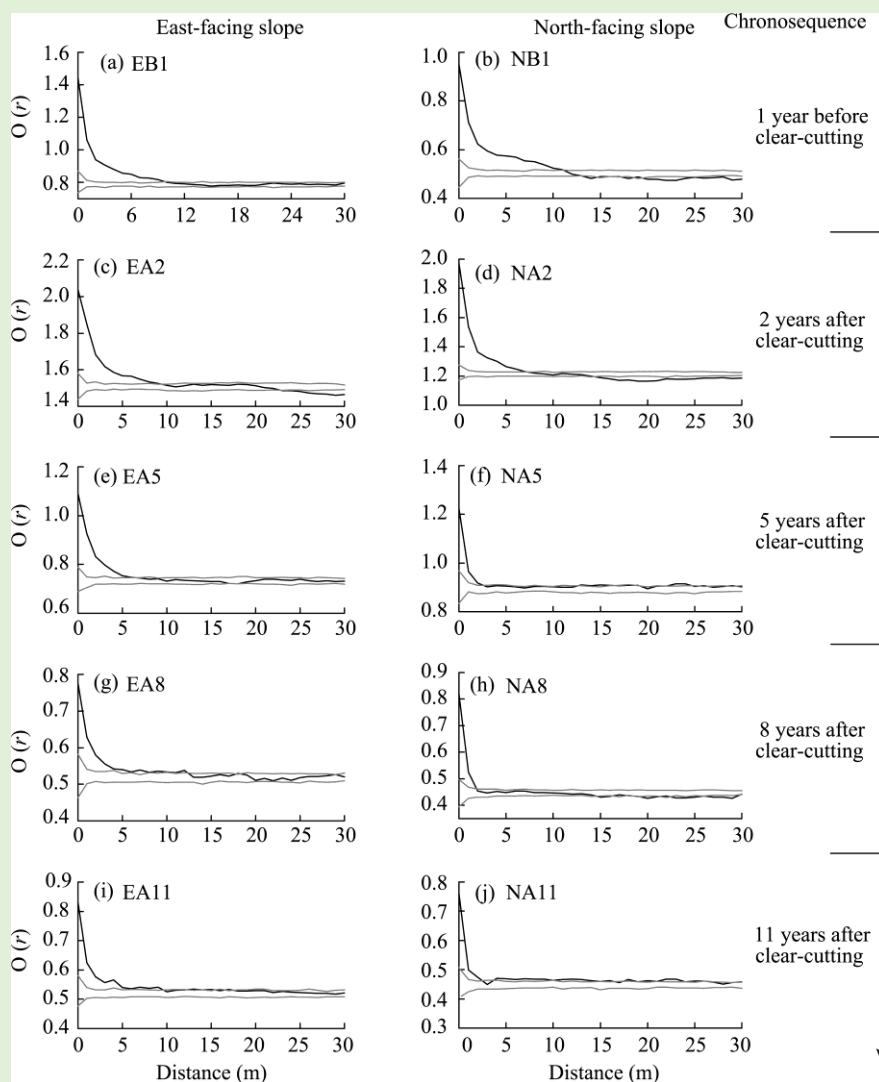 East-facing slope North-facing slope Chronosequence
(a) EB1
O (r)
1.6
1.4
1.2
1.0
0.8
0 6 12 18 24 30
(b) NB1
1.0
0.8
0.6
0.4
0 5 10 15 20 25 30
1 year before
clear-cutting
(c) EA2
O (r)
2.2
2.0
1.8
1.6
1.4
0 5 10 15 20 25 30
(d) NA2
2.0
1.8
1.6
1.4
1.2
1.0
0 5 10 15 20 25 30
2 years after
clear-cutting
(e) EA5
O (r)
1.2
1.0
0.8
0.6
0 5 10 15 20 25 30
(f) NA5
1.4
1.2
1.0
0.8
0 5 10 15 20 25 30
5 years after
clear-cutting
(g) EA8
O (r)
0.8
0.7
0.6
0.5
0.4
0 5 10 15 20 25 30
(h) NA8
0.9
0.8
0.7
0.6
0.5
0.4
0 5 10 15 20 25 30
8 years after
clear-cutting
(i) EA11
O (r)
0.9
0.8
0.7
0.6
0.5
0.4
0 5 10 15 20 25 30
Distance (m)
(j) NA11
0.8
0.7
0.6
0.5
0.4
0.3
0 5 10 15 20 25 30
Distance (m)
11 years after
clear-cutting